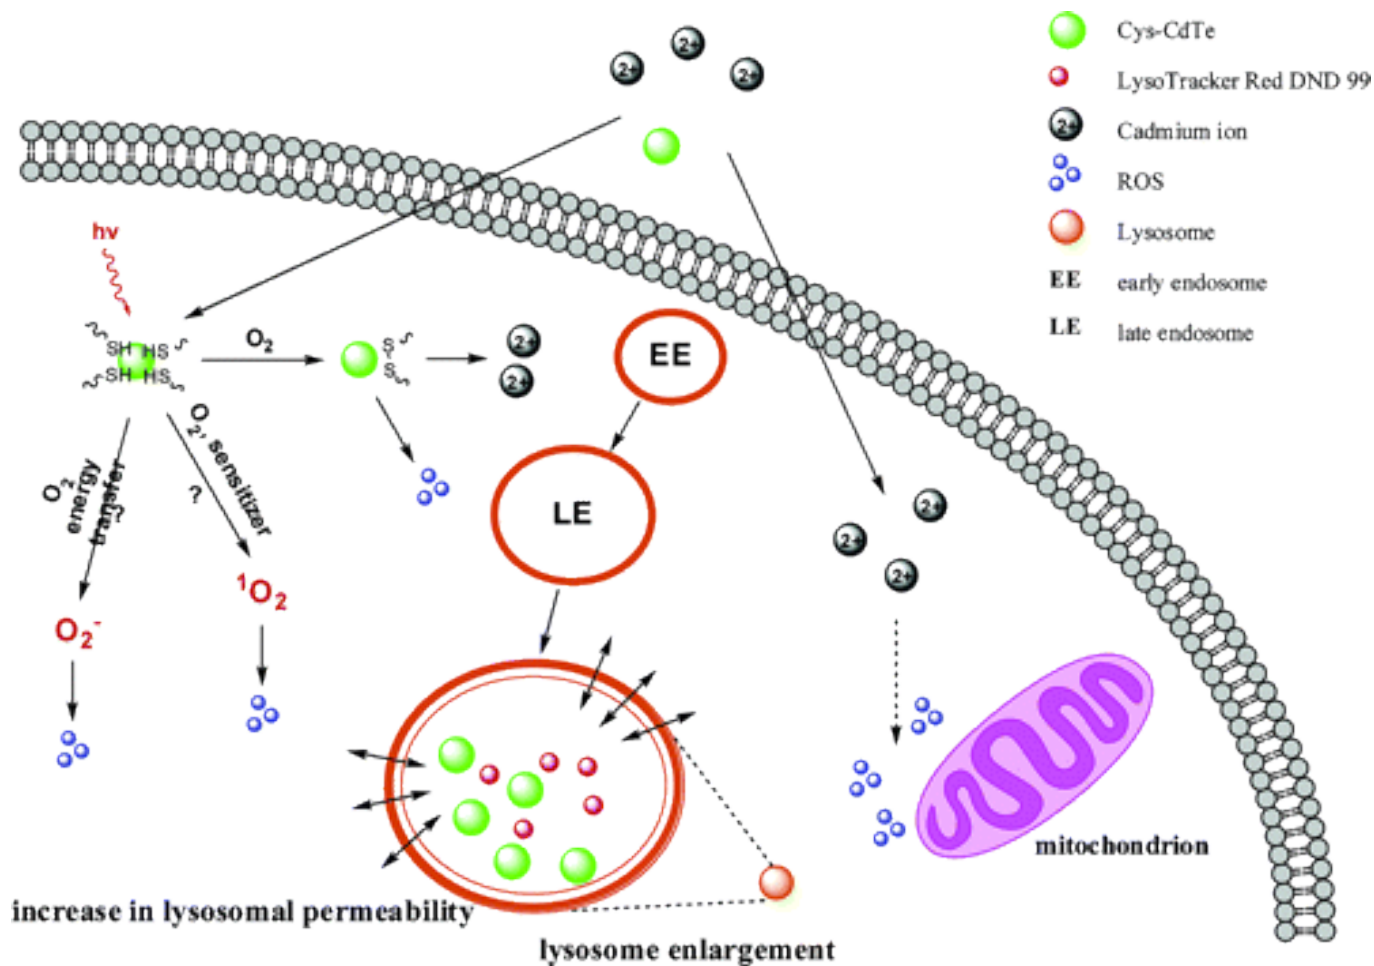 2+
2+
2+
Cys-CdTe
LysoTracker Red DND 99
2+
Cadmium ion
ROS
Lysosome
EE
early endosome
LE
late endosome
hν
SH
HS
SH
HS
O₂
S
S
2+
2+
EE
O₂
energy
transfer
?
O₂, sensitizer
?
LE
2+
2+
2+
¹O₂
O₂⁻
mitochondrion
increase in lysosomal permeability
lysosome enlargement